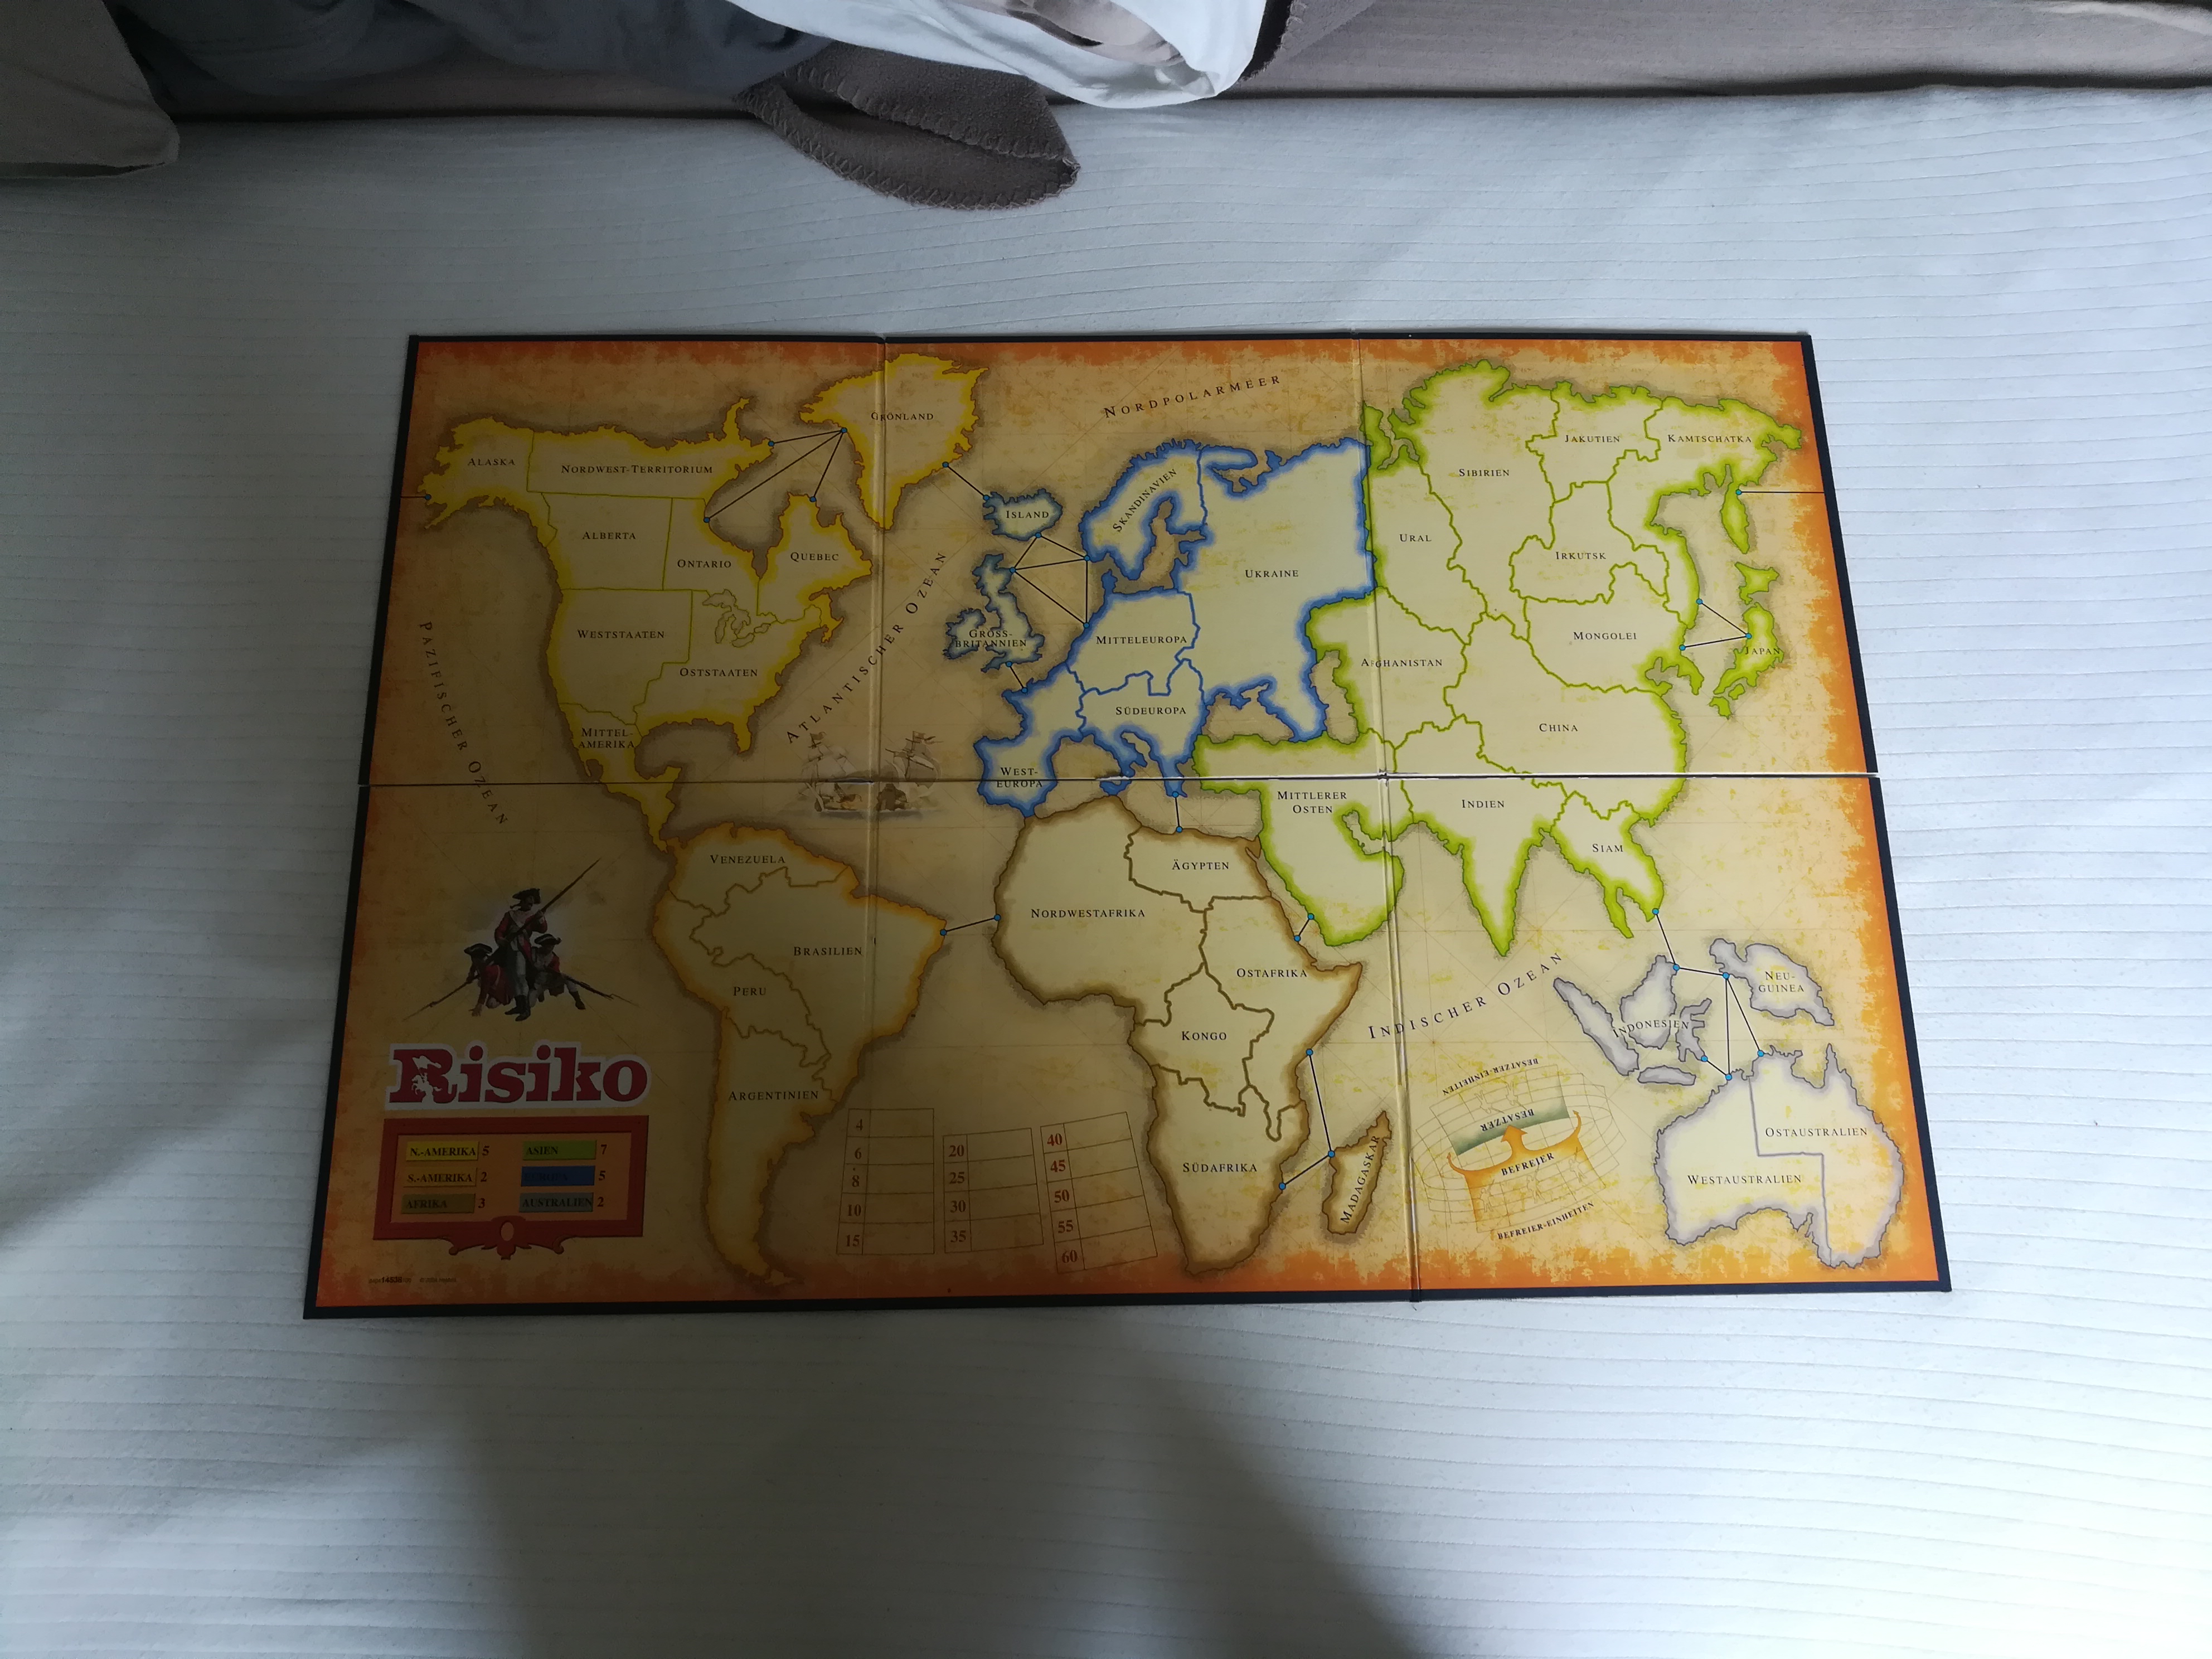 NORDPOLARMEER
GRÖNLAND
ALASKA
NORDWEST-TERRITORIUM
ALBERTA
ONTARIO
QUEBEC
WESTSTAATEN
OSTSTAATEN
MITTEL-
AMERIKA
PAZIFISCHER OZEAN
ATLANTISCHER OZEAN
ISLAND
SKANDINAVIEN
UKRAINE
GROSS-
BRITANNIEN
MITTELEUROPA
SÜDEUROPA
WEST-
EUROPA
JAKUTIEN
KAMTSCHATKA
SIBIRIEN
URAL
IRKUTSK
MONGOLEI
JAPAN
AFGHANISTAN
CHINA
MITTLERER
OSTEN
INDIEN
SIAM
VENEZUELA
BRASILIEN
PERU
ARGENTINIEN
ÄGYPTEN
NORDWESTAFRIKA
OSTAFRIKA
KONGO
SÜDAFRIKA
MADAGASKAR
INDISCHER OZEAN
NEU-
GUINEA
INDONESIEN
OSTAUSTRALIEN
WESTAUSTRALIEN
BESATZER-EINHEITEN
BESATZER
BEFREIER
BEFREIER-EINHEITEN
Risiko
N.-AMERIKA 5
S.-AMERIKA 2
AFRIKA 3
ASIEN 7
5
AUSTRALIEN 2
4
6
8
10
15
20
25
30
35
40
45
50
55
60